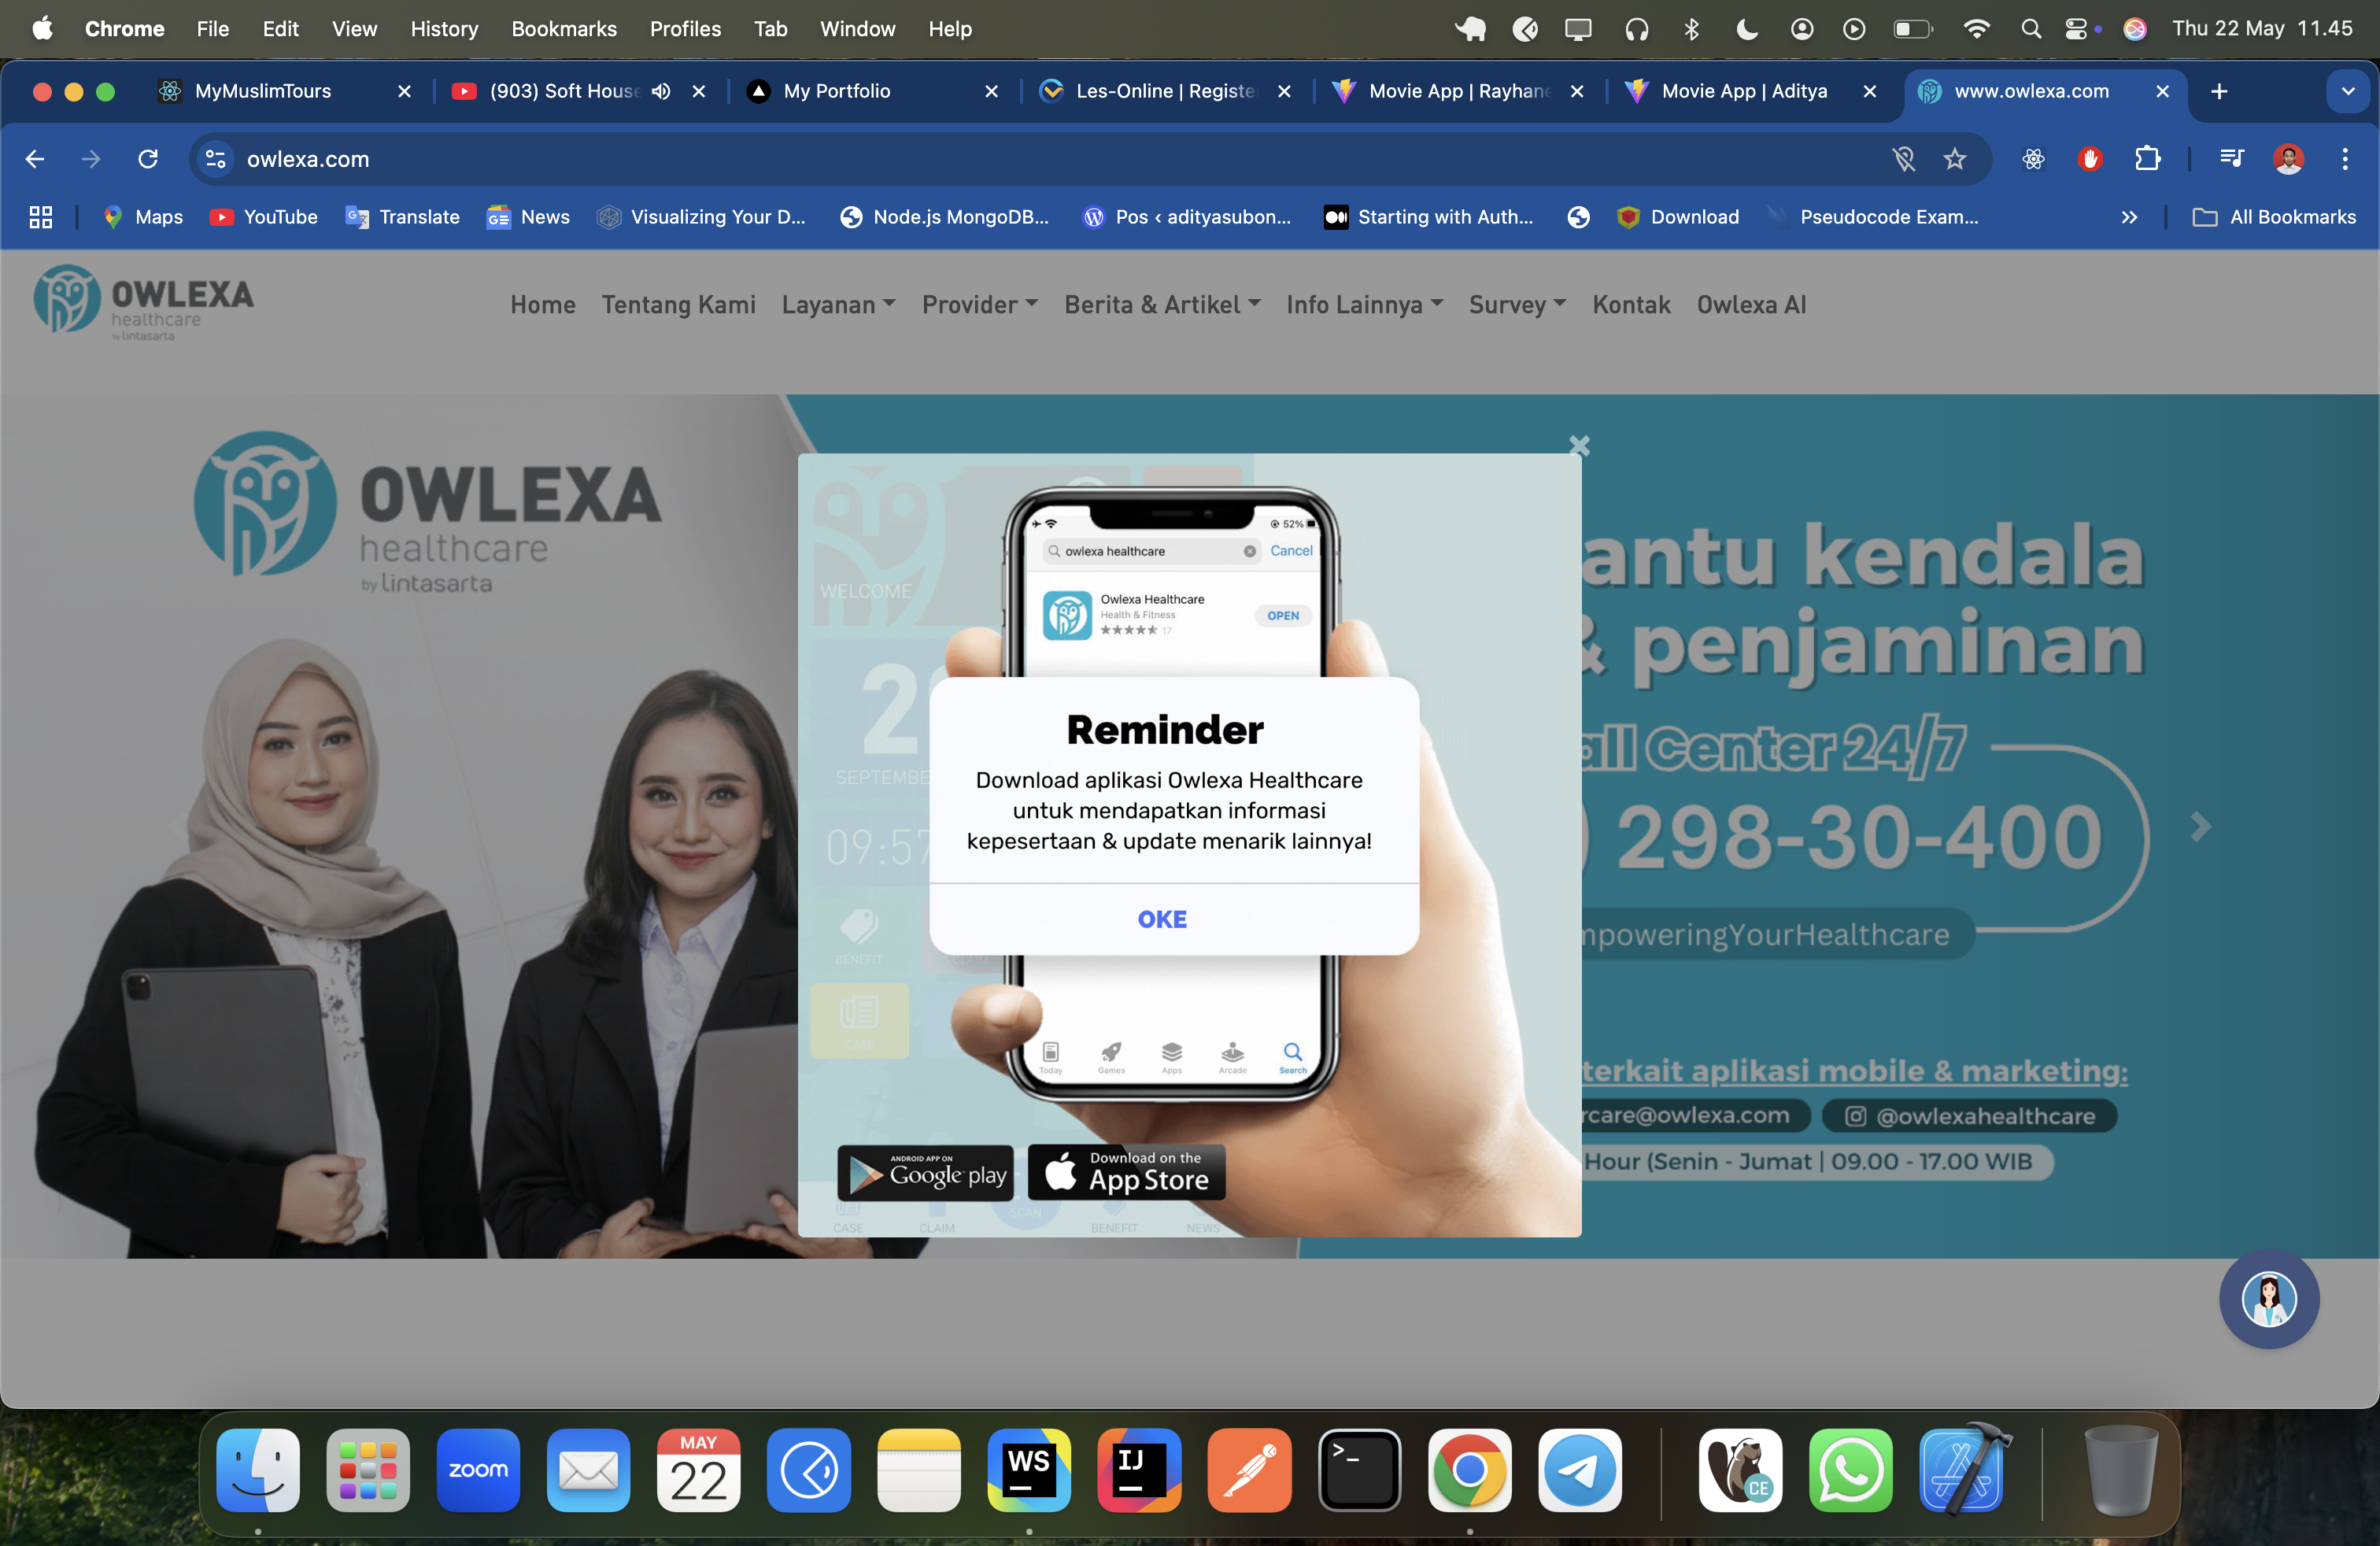 Chrome File Edit View History Bookmarks Profiles Tab Window Help Thu 22 May 11.45
MyMuslimTours (903) Soft House My Portfolio Les-Online | Registe Movie App | Rayhan Movie App | Aditya www.owlexa.com
owlexa.com
Maps YouTube Translate News Visualizing Your D... Node.js MongoDB... Pos ‹ adityasubon... Starting with Auth... Download Pseudocode Exam... All Bookmarks
OWLEXA
healthcare
by lintasarta
Home Tentang Kami Layanan Provider Berita & Artikel Info Lainnya Survey Kontak Owlexa AI
OWLEXA
healthcare
by lintasarta
antu kendala
& penjaminan
all Center 24/7
) 298-30-400
mpoweringYourHealthcare
terkait aplikasi mobile & marketing:
rcare@owlexa.com @owlexahealthcare
Hour (Senin - Jumat | 09.00 - 17.00 WIB
WELCOME
SEPTEMBE
09:57
BENEFIT
CLAIM
52%
owlexa healthcare Cancel
Owlexa Healthcare
Health & Fitness
17
OPEN
Reminder
Download aplikasi Owlexa Healthcare
untuk mendapatkan informasi
kepesertaan & update menarik lainnya!
OKE
Today Games Apps Arcade Search
ANDROID APP ON
Google play
Download on the
App Store
CASE CLAIM SCAN BENEFIT NEWS
zoom
MAY
22
WS
IJ
>_
CE